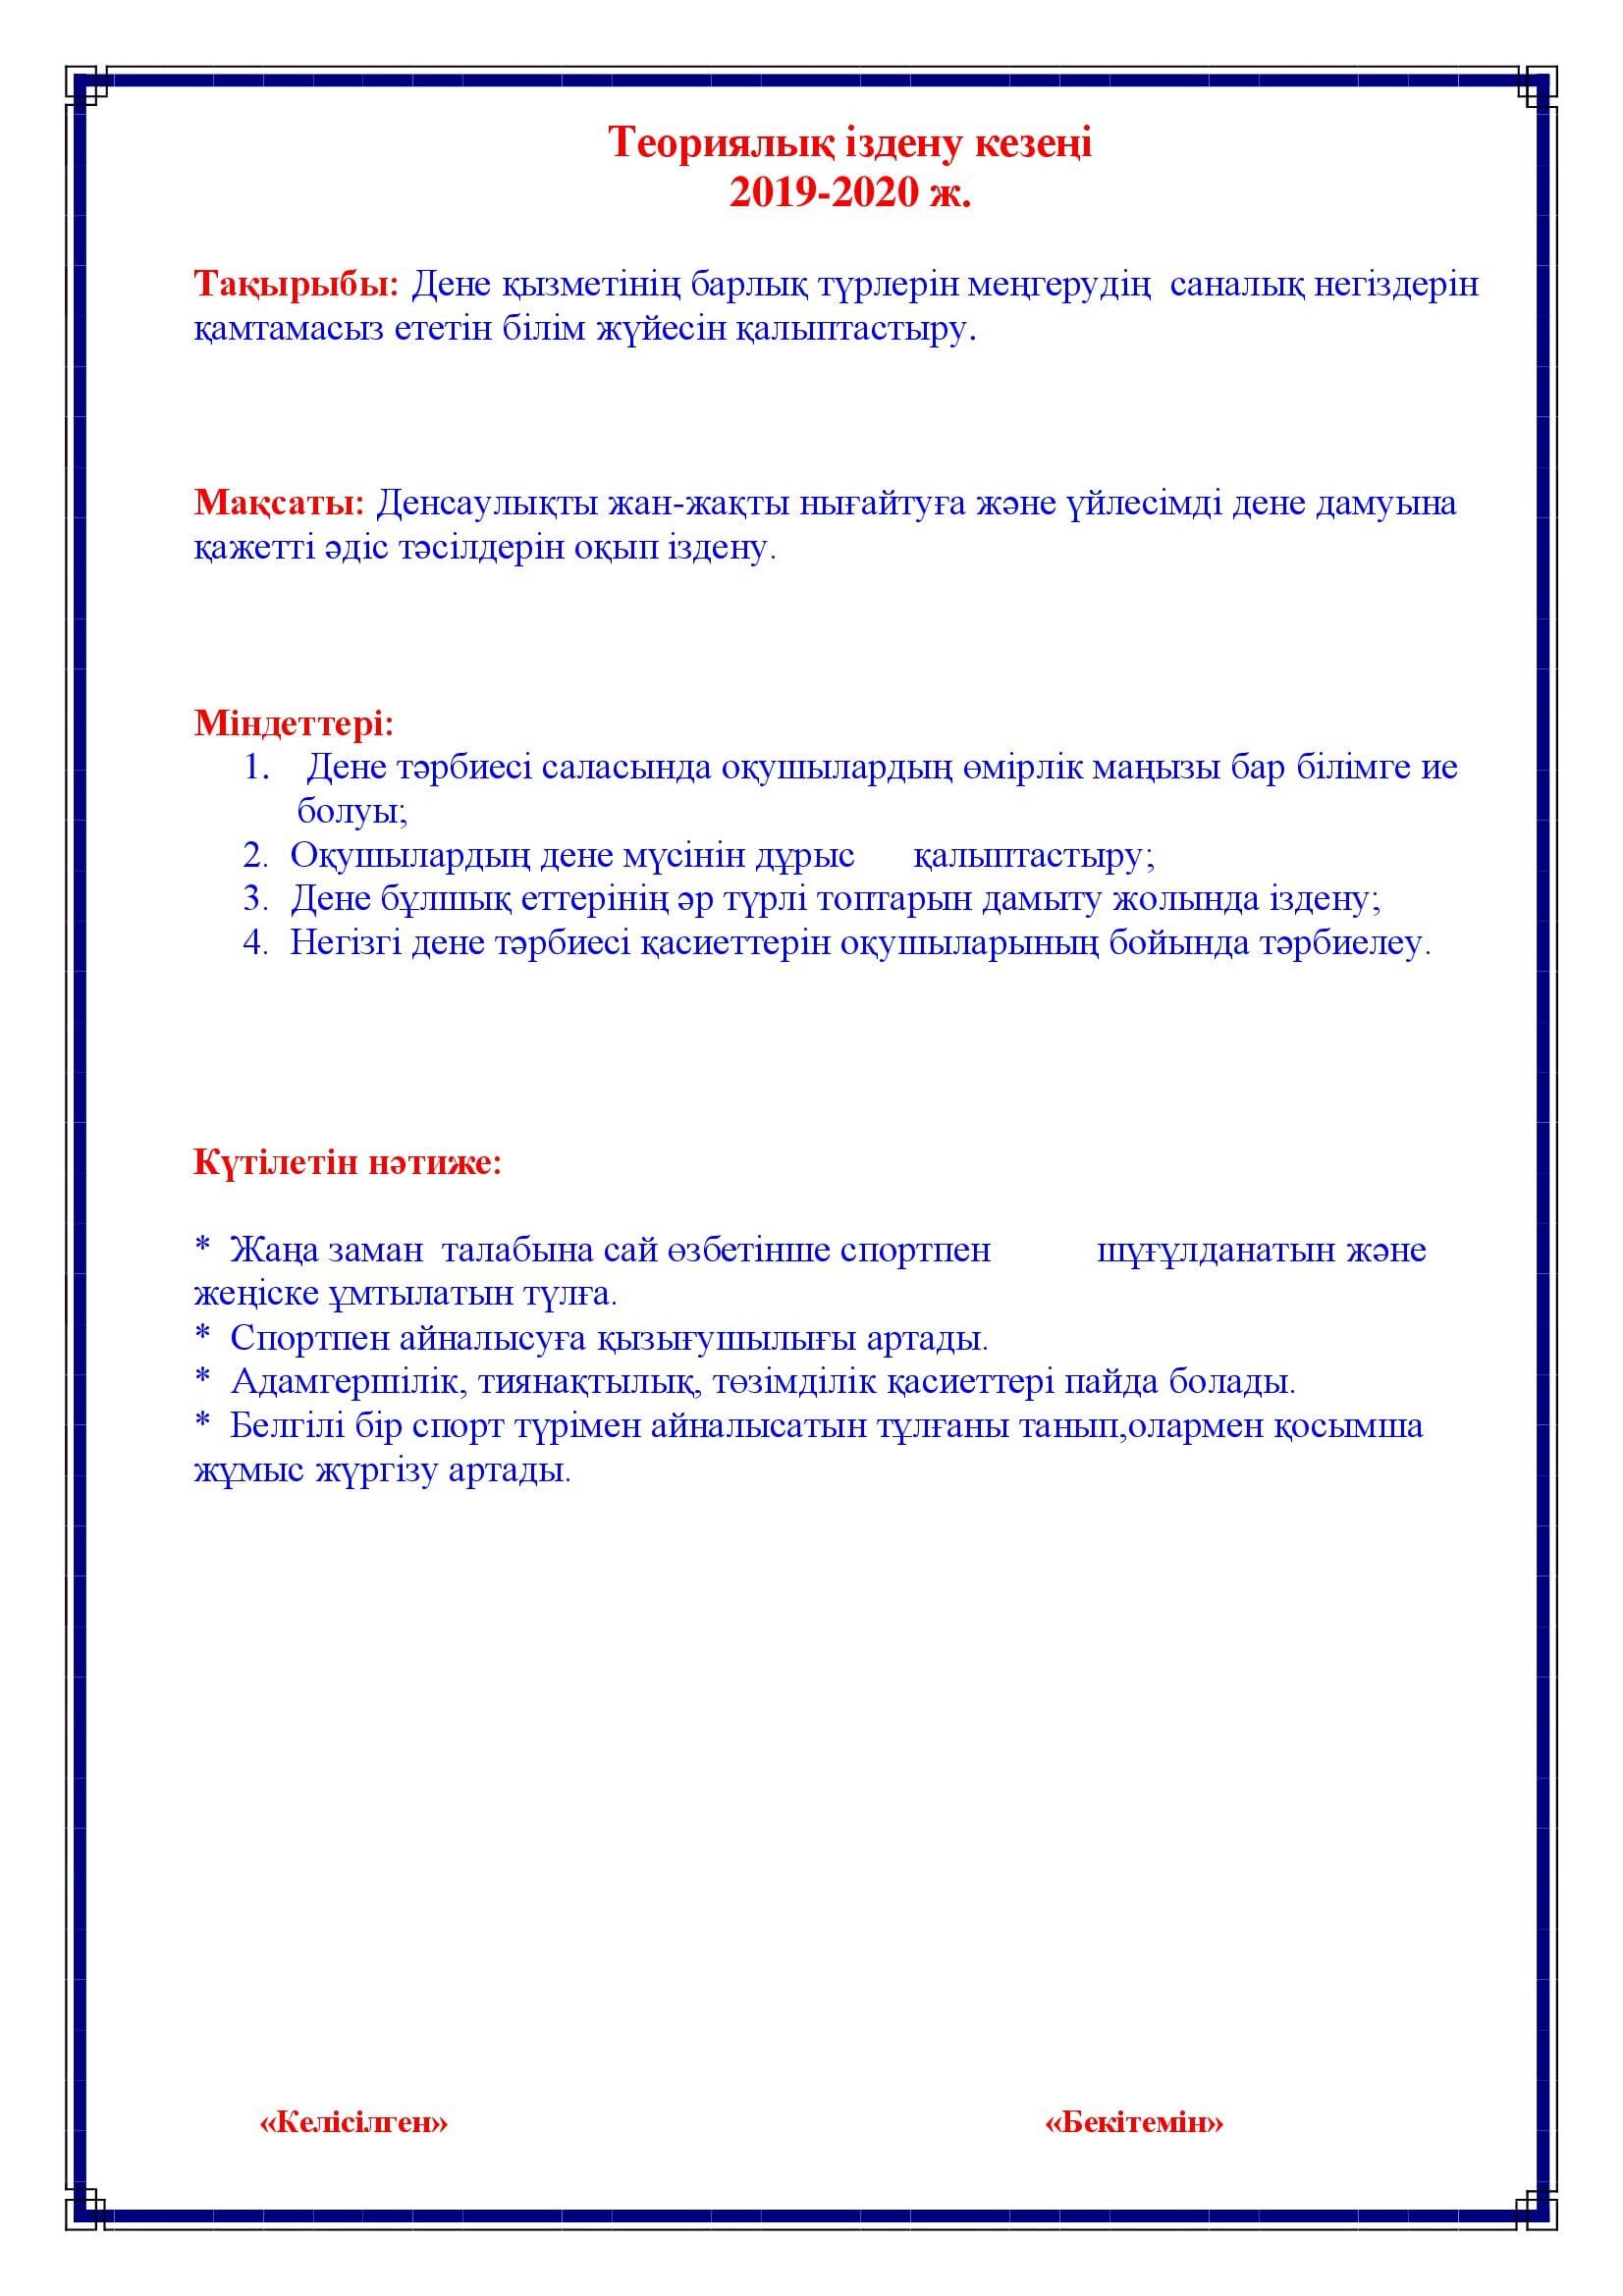 Теориялық іздену кезеңі
2019-2020 ж.
Тақырыбы: Дене қызметінің барлық түрлерін меңгерудің саналық негіздерін
қамтамасыз ететін білім жүйесін қалыптастыру.
Мақсаты: Денсаулықты жан-жақты нығайтуға және үйлесімді дене дамуына
қажетті әдіс тәсілдерін оқып іздену.
Міндеттері:
1. Дене тәрбиесі саласында оқушылардың өмірлік маңызы бар білімге ие
болуы;
2. Оқушылардың дене мүсінін дұрыс қалыптастыру;
3. Дене бұлшық еттерінің әр түрлі топтарын дамыту жолында іздену;
4. Негізгі дене тәрбиесі қасиеттерін оқушыларының бойында тәрбиелеу.
Күтілетін нәтиже:
* Жаңа заман талабына сай өзбетінше спортпен шұғұлданатын және
жеңіске ұмтылатын түлға.
* Спортпен айналысуға қызығушылығы артады.
* Адамгершілік, тиянақтылық, төзімділік қасиеттері пайда болады.
* Белгілі бір спорт түрімен айналысатын тұлғаны танып,олармен қосымша
жұмыс жүргізу артады.
«Келісілген» «Бекітемін»